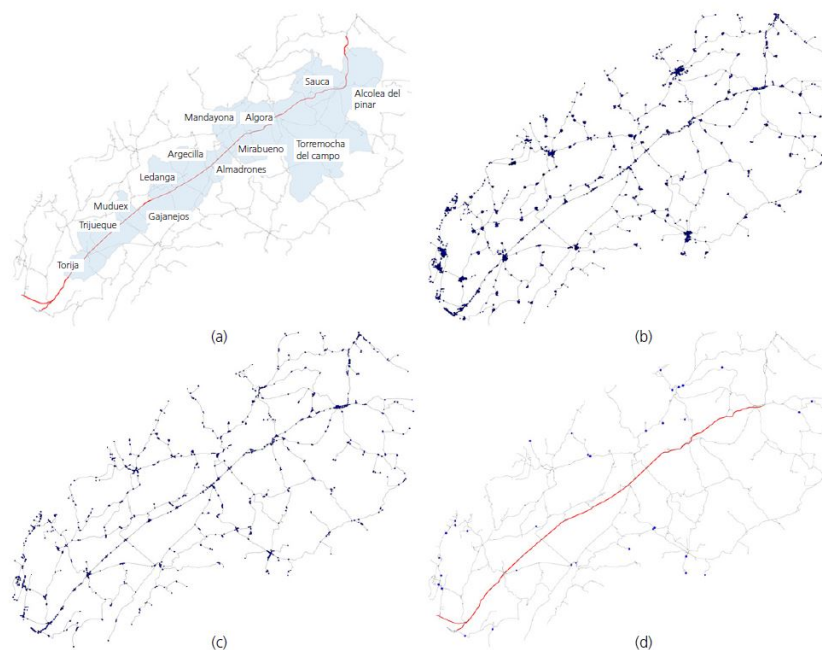 Sauca
Alcolea del
pinar
Mandayona
Algora
Argecilla
Mirabueno
Torremocha
del campo
Ledanga
Almadrones
Muduex
Gajanejos
Trijueque
Torija
(a)
(b)
(c)
(d)